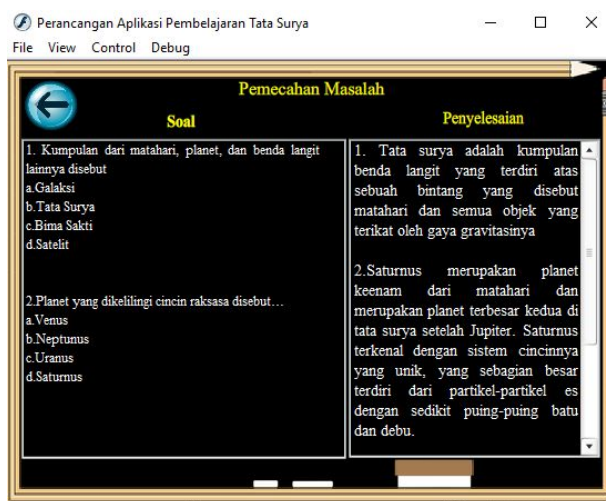 Perancangan Aplikasi Pembelajaran Tata Surya
File View Control Debug
Pemecahan Masalah
Soal
Penyelesaian
1. Kumpulan dari matahari, planet, dan benda langit
lainnya disebut
a.Galaksi
b.Tata Surya
c.Bima Sakti
d.Satelit
2.Planet yang dikelilingi cincin raksasa disebut…
a.Venus
b.Neptunus
c.Uranus
d.Saturnus
1. Tata surya adalah kumpulan
benda langit yang terdiri atas
sebuah bintang yang disebut
matahari dan semua objek yang
terikat oleh gaya gravitasinya
2.Saturnus merupakan planet
keenam dari matahari dan
merupakan planet terbesar kedua di
tata surya setelah Jupiter. Saturnus
terkenal dengan sistem cincinnya
yang unik, yang sebagian besar
terdiri dari partikel-partikel es
dengan sedikit puing-puing batu
dan debu.